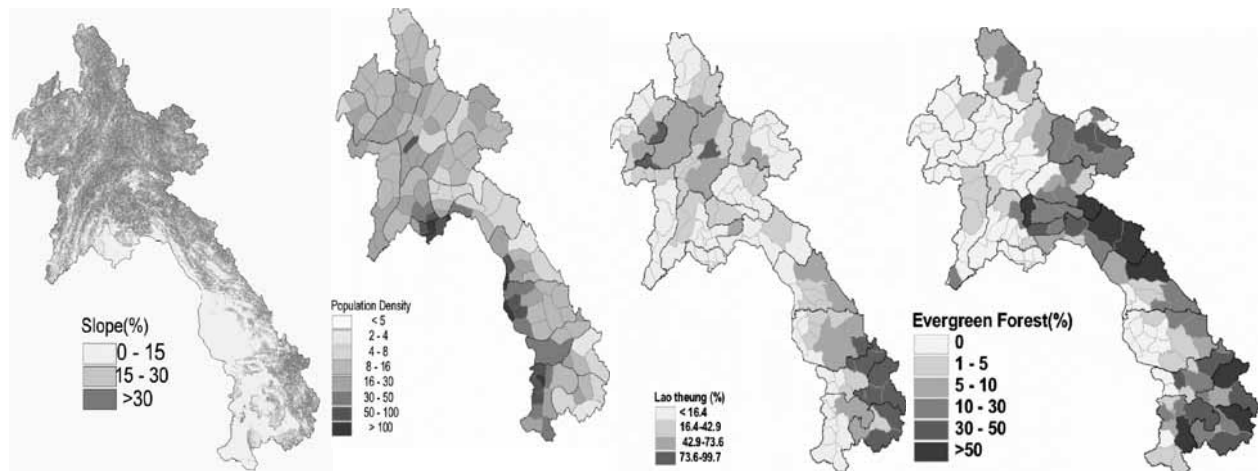 Slope(%)
0 - 15
15 - 30
>30
Population Density
< 5
2 - 4
4 - 8
8 - 16
16 - 30
30 - 50
50 - 100
> 100
Lao theung (%)
< 16.4
16.4-42.9
42.9-73.6
73.6-99.7
Evergreen Forest(%)
0
1 - 5
5 - 10
10 - 30
30 - 50
>50